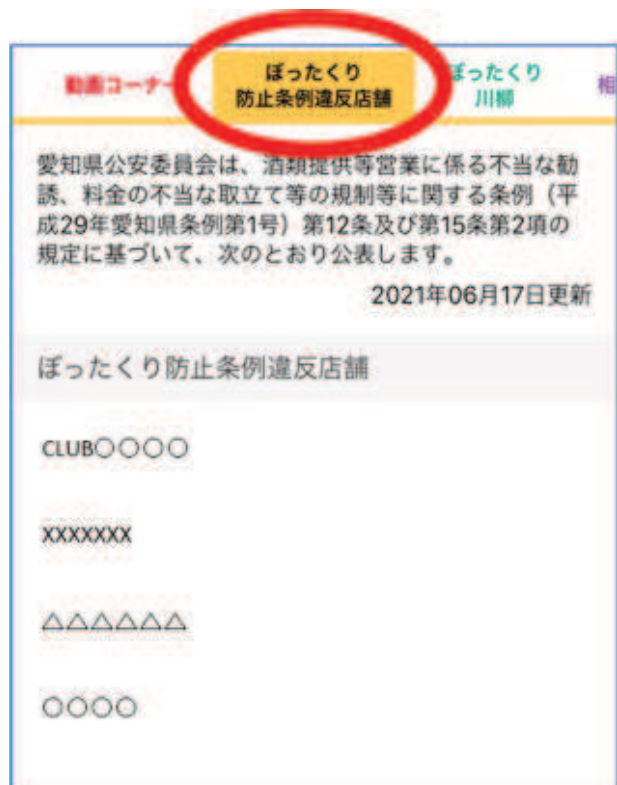 動画コーナー
ぼったくり
防止条例違反店舗
ぼったくり
川柳
相
愛知県公安委員会は、酒類提供等営業に係る不当な勧
誘、料金の不当な取立て等の規制等に関する条例（平
成29年愛知県条例第1号）第12条及び第15条第2項の
規定に基づいて、次のとおり公表します。
2021年06月17日更新
ぼったくり防止条例違反店舗
CLUB○○○○
XXXXXXX
△△△△△△
○○○○